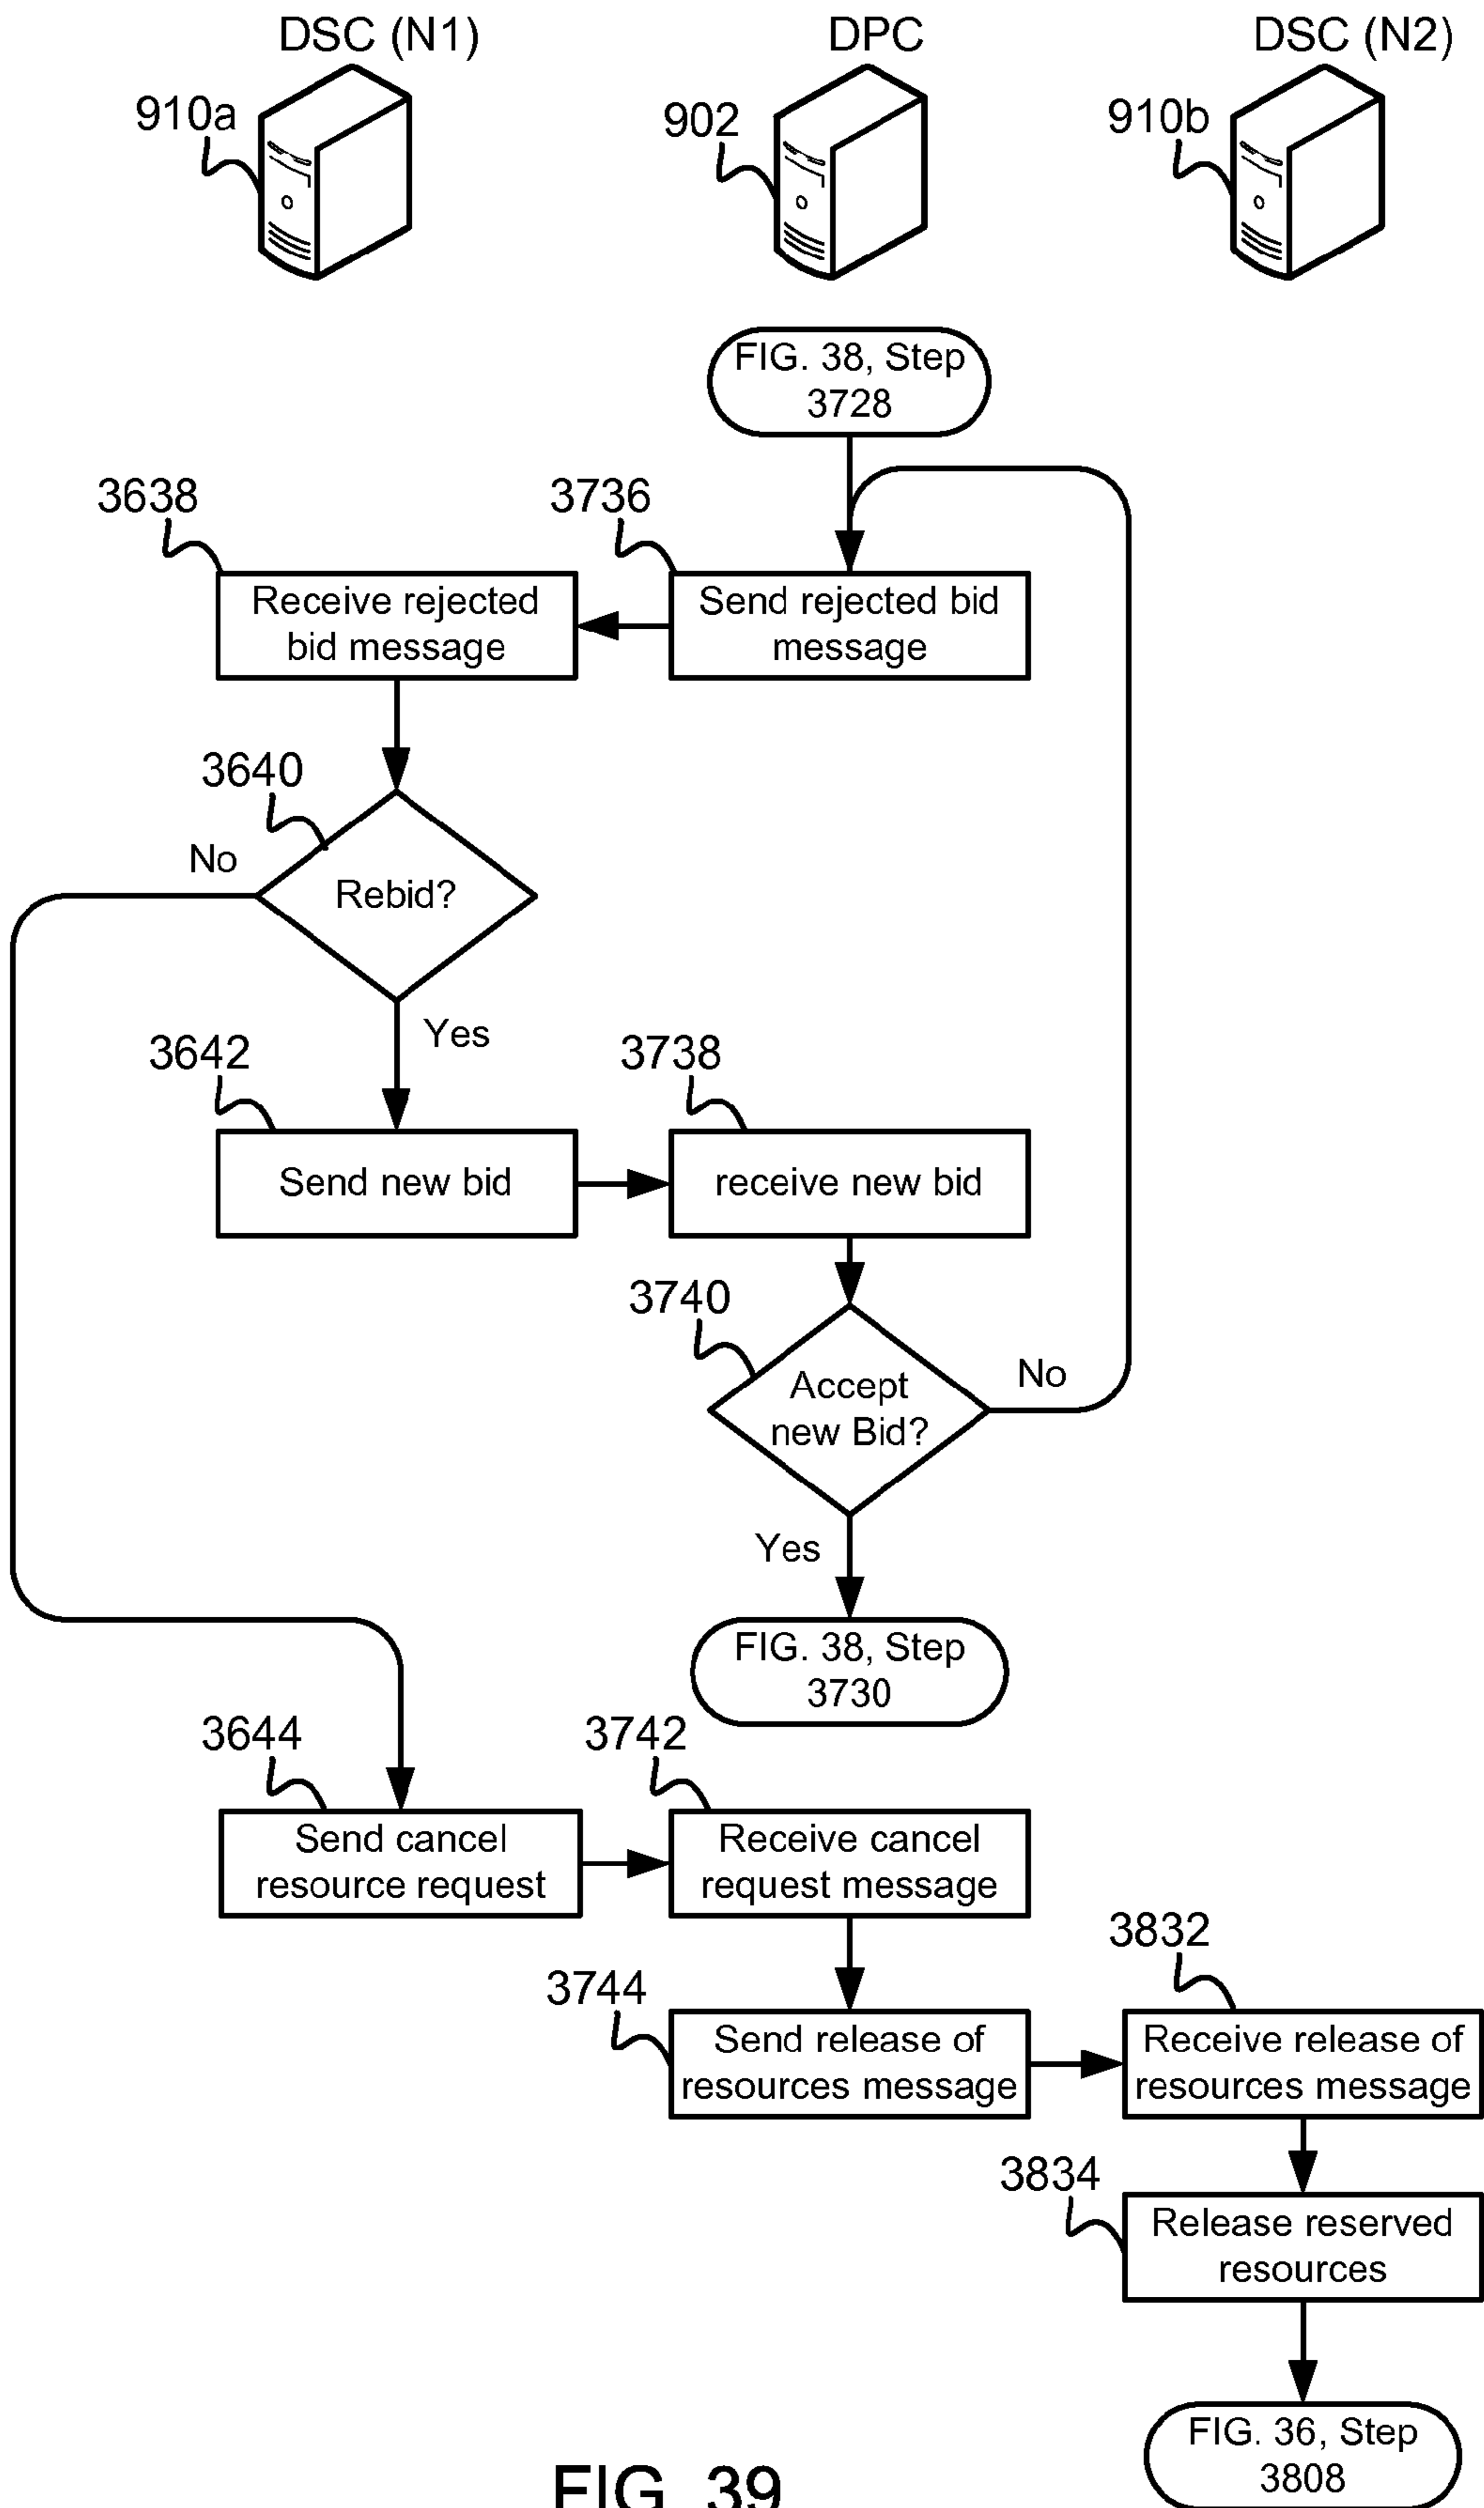 DSC (N1)
DPC
DSC (N2)
910a
902
910b
FIG. 38, Step
3728
3638
3736
Receive rejected
bid message
Send rejected bid
message
3640
No
Rebid?
Yes
3642
3738
Send new bid
receive new bid
3740
Accept
new Bid?
No
Yes
FIG. 38, Step
3730
3644
3742
Send cancel
resource request
Receive cancel
request message
3832
3744
Send release of
resources message
Receive release of
resources message
3834
Release reserved
resources
FIG. 36, Step
3808
FIG. 39